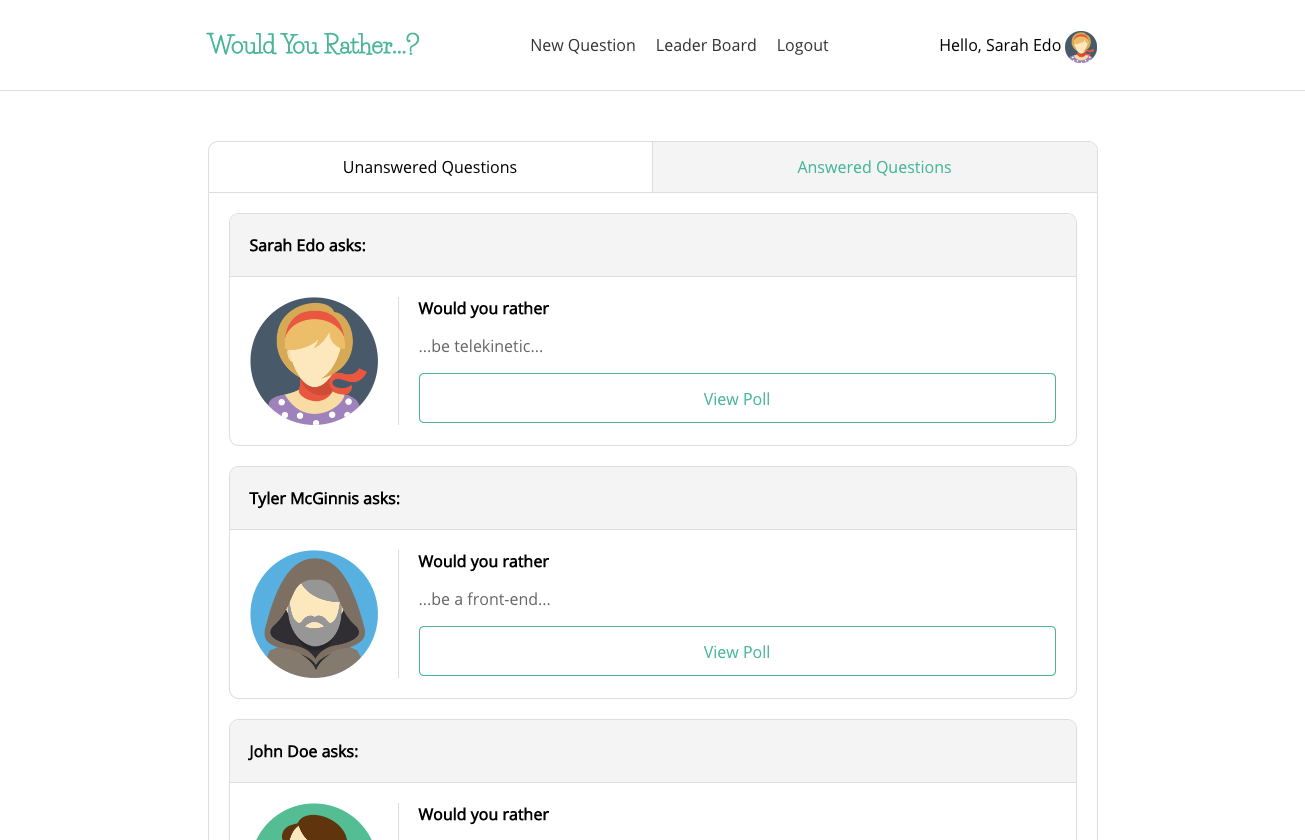 Would You Rather...?
New Question Leader Board Logout
Hello, Sarah Edo
Unanswered Questions
Answered Questions
Sarah Edo asks:
Would you rather
...be telekinetic...
View Poll
Tyler McGinnis asks:
Would you rather
...be a front-end...
View Poll
John Doe asks:
Would you rather